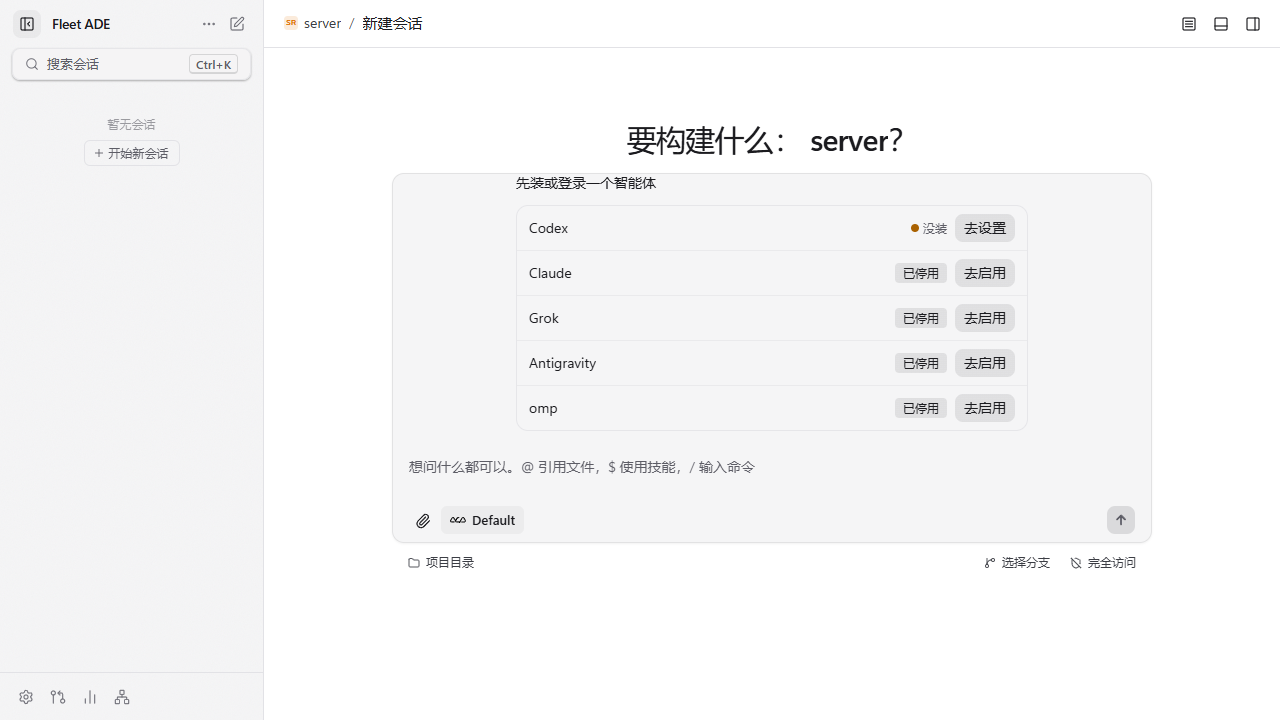 Fleet ADE
搜索会话 Ctrl+K
暂无会话
+ 开始新会话
SR server / 新建会话
要构建什么： server？
先装或登录一个智能体
Codex 没装 去设置
Claude 已停用 去启用
Grok 已停用 去启用
Antigravity 已停用 去启用
omp 已停用 去启用
想问什么都可以。@ 引用文件，$ 使用技能，/ 输入命令
Default
项目目录 选择分支 完全访问